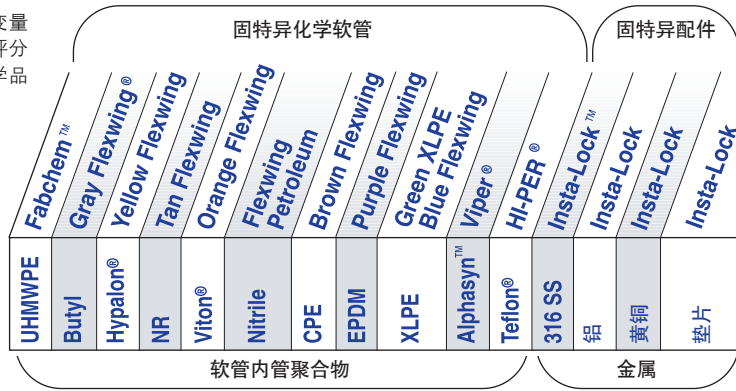 变量
评分
学品
固特异化学软管
固特异配件
Fabchem™
Gray Flexwing®
Yellow Flexwing
Tan Flexwing
Orange Flexwing
Flexwing
Petroleum
Brown Flexwing
Purple Flexwing
Green XLPE
Blue Flexwing
Viper®
HI-PER®
Insta-Lock™
Insta-Lock
Insta-Lock
Insta-Lock
UHMWPE
Butyl
Hypalon®
NR
Viton®
Nitrile
CPE
EPDM
XLPE
Alphasyn™
Teflon®
316 SS
铝
黄铜
垫片
软管内管聚合物
金属